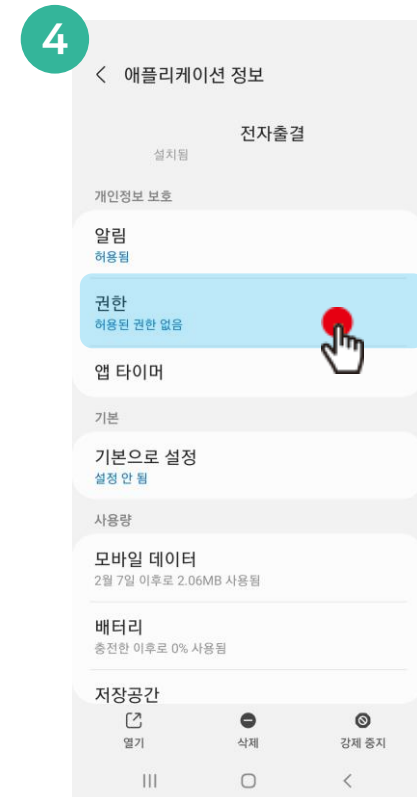 4
애플리케이션 정보
전자출결
설치됨
개인정보 보호
알림
허용됨
권한
허용된 권한 없음
앱 타이머
기본
기본으로 설정
설정 안 됨
사용량
모바일 데이터
2월 7일 이후로 2.06MB 사용됨
배터리
충전한 이후로 0% 사용됨
저장공간
열기 삭제 강제 중지